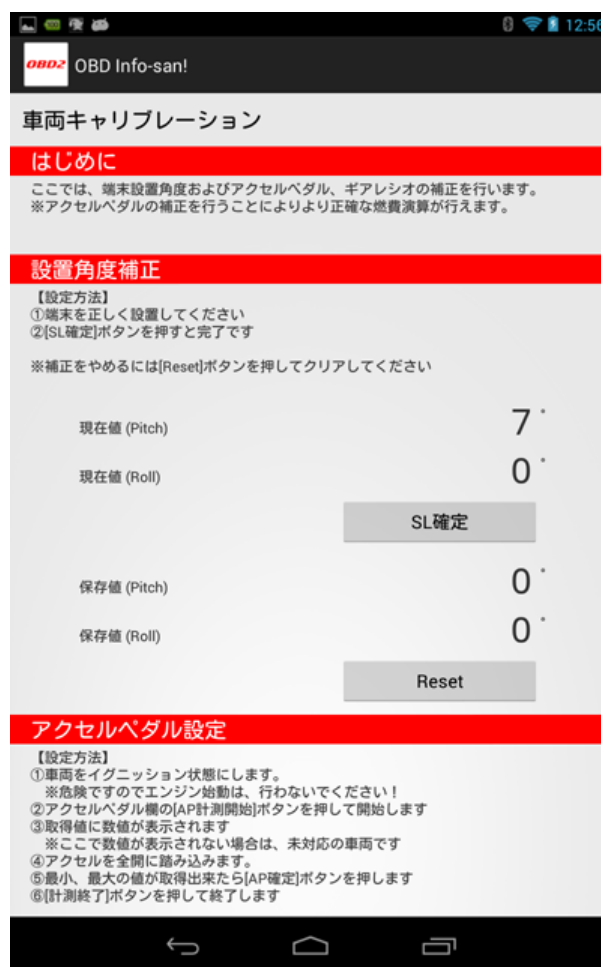 12:56
OBD2 OBD Info-san!
車両キャリブレーション
はじめに
ここでは、端末設置角度およびアクセルペダル、ギアレシオの補正を行います。
※アクセルペダルの補正を行うことによりより正確な燃費演算が行えます。
設置角度補正
【設定方法】
①端末を正しく設置してください
②[SL確定]ボタンを押すと完了です
※補正をやめるには[Reset]ボタンを押してクリアしてください
現在値 (Pitch) 7°
現在値 (Roll) 0°
SL確定
保存値 (Pitch) 0°
保存値 (Roll) 0°
Reset
アクセルペダル設定
【設定方法】
①車両をイグニッション状態にします。
※危険ですのでエンジン始動は、行わないでください！
②アクセルペダル欄の[AP計測開始]ボタンを押して開始します
③取得値に数値が表示されます
※ここで数値が表示されない場合は、未対応の車両です
④アクセルを全開に踏み込みます。
⑤最小、最大の値が取得出来たら[AP確定]ボタンを押します
⑥[計測終了]ボタンを押して終了します